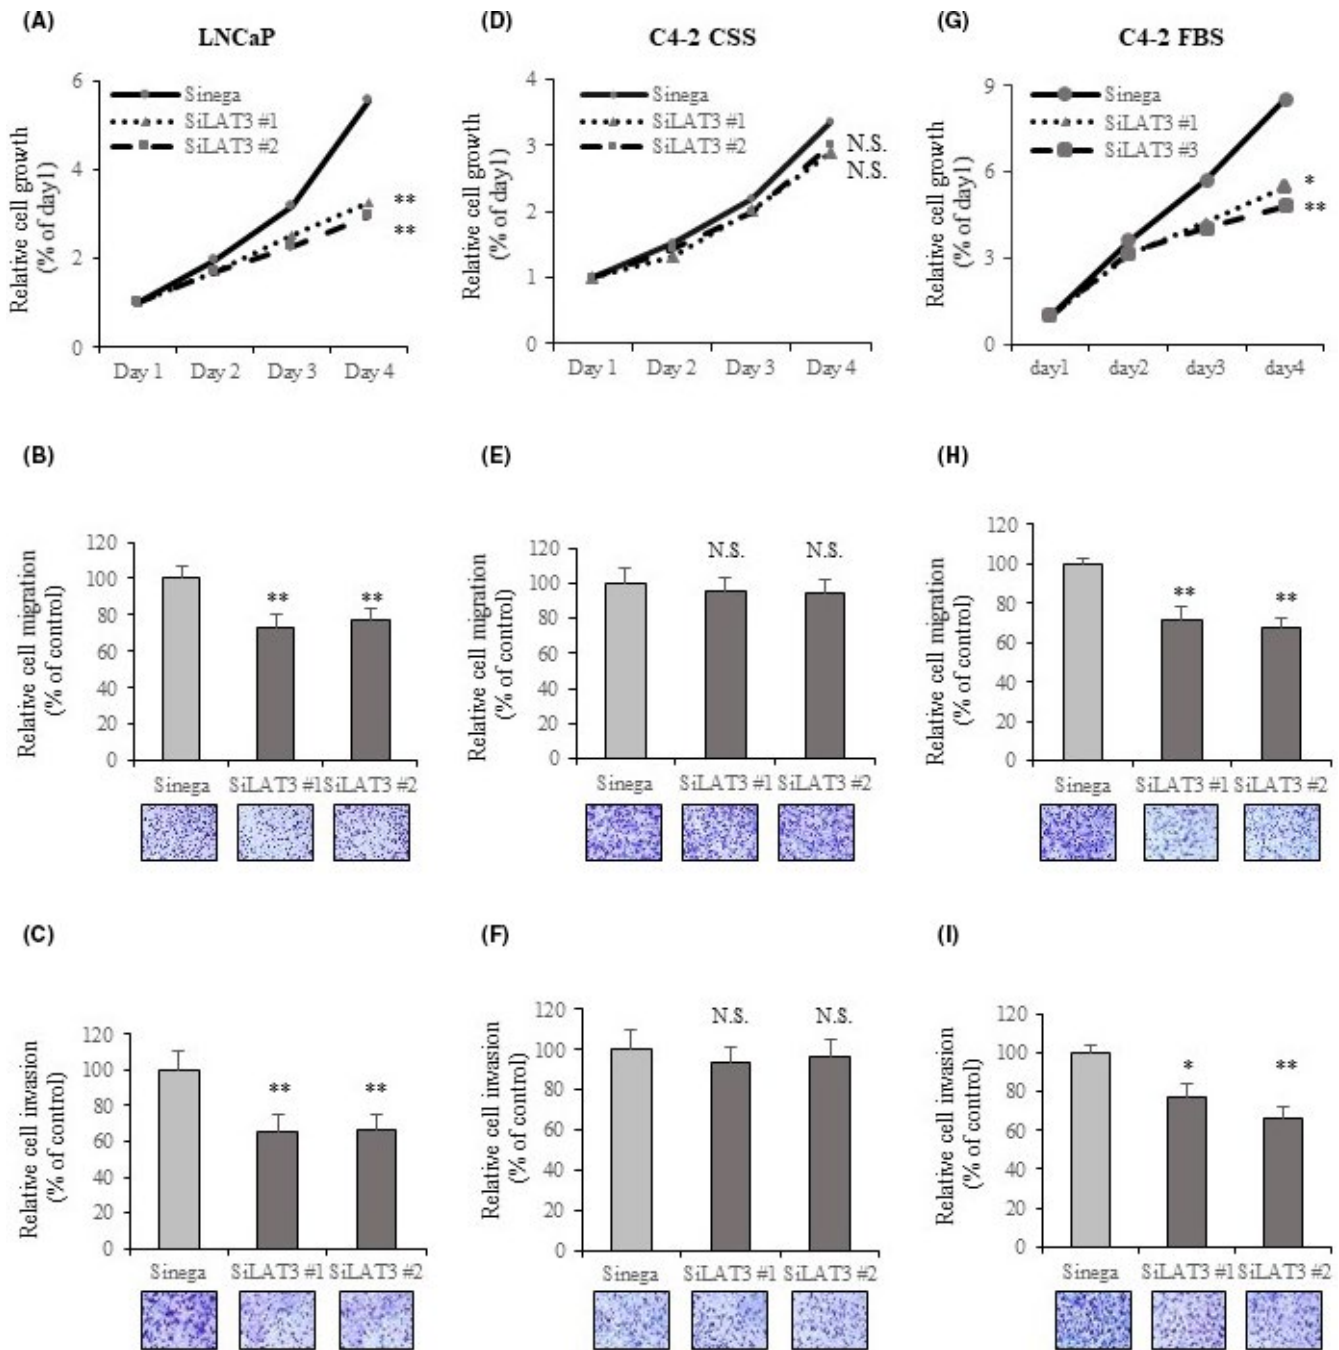 (A)
LNCaP
Relative cell growth
(% of day1)
6
4
2
0
Sinega
SiLAT3 #1
SiLAT3 #2
**
**
Day 1 Day 2 Day 3 Day 4
(D)
C4-2 CSS
Relative cell growth
(% of day1)
4
3
2
1
0
Sinega
SiLAT3 #1
SiLAT3 #2
N.S.
N.S.
Day 1 Day 2 Day 3 Day 4
(G)
C4-2 FBS
Relative cell growth
(% of day1)
9
6
3
0
Sinega
SiLAT3 #1
SiLAT3 #3
*
**
day1 day2 day3 day4
(B)
Relative cell migration
(% of control)
120
100
80
60
40
20
0
** **
Sinega SiLAT3 #1 SiLAT3 #2
(E)
Relative cell migration
(% of control)
120
100
80
60
40
20
0
N.S. N.S.
Sinega SiLAT3 #1 SiLAT3 #2
(H)
Relative cell migration
(% of control)
120
100
80
60
40
20
0
** **
Sinega SiLAT3 #1 SiLAT3 #2
(C)
Relative cell invasion
(% of control)
120
100
80
60
40
20
0
** **
Sinega SiLAT3 #1 SiLAT3 #2
(F)
Relative cell invasion
(% of control)
120
100
80
60
40
20
0
N.S. N.S.
Sinega SiLAT3 #1 SiLAT3 #2
(I)
Relative cell invasion
(% of control)
120
100
80
60
40
20
0
* **
Sinega SiLAT3 #1 SiLAT3 #2